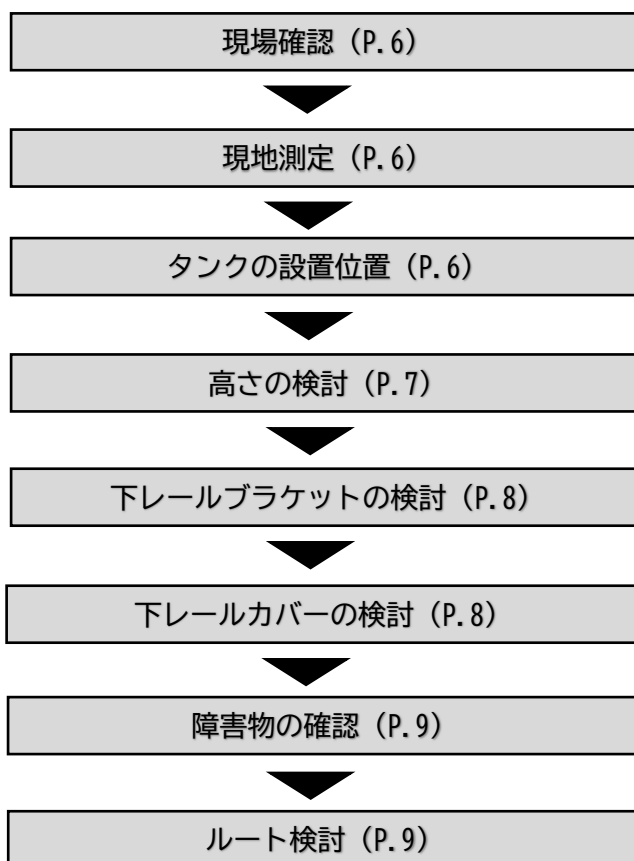 現場確認 (P.6)
現地測定 (P.6)
タンクの設置位置 (P.6)
高さの検討 (P.7)
下レールブラケットの検討 (P.8)
下レールカバーの検討 (P.8)
障害物の確認 (P.9)
ルート検討 (P.9)